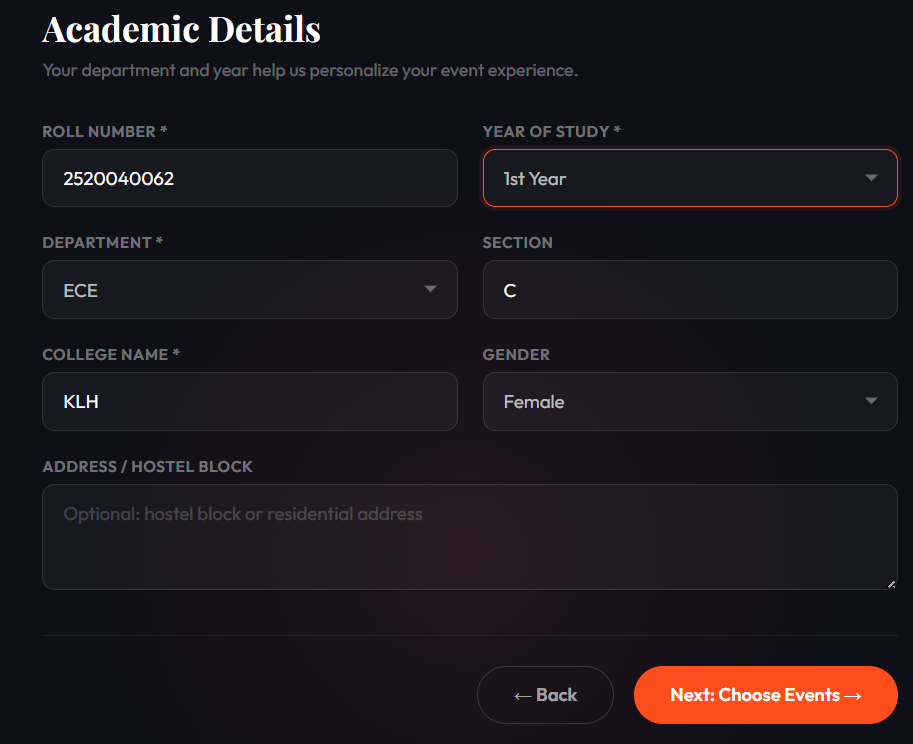 Academic Details
Your department and year help us personalize your event experience.
ROLL NUMBER *
YEAR OF STUDY *
2520040062
1st Year
DEPARTMENT *
SECTION
ECE
C
COLLEGE NAME *
GENDER
KLH
Female
ADDRESS / HOSTEL BLOCK
Optional: hostel block or residential address
← Back
Next: Choose Events →